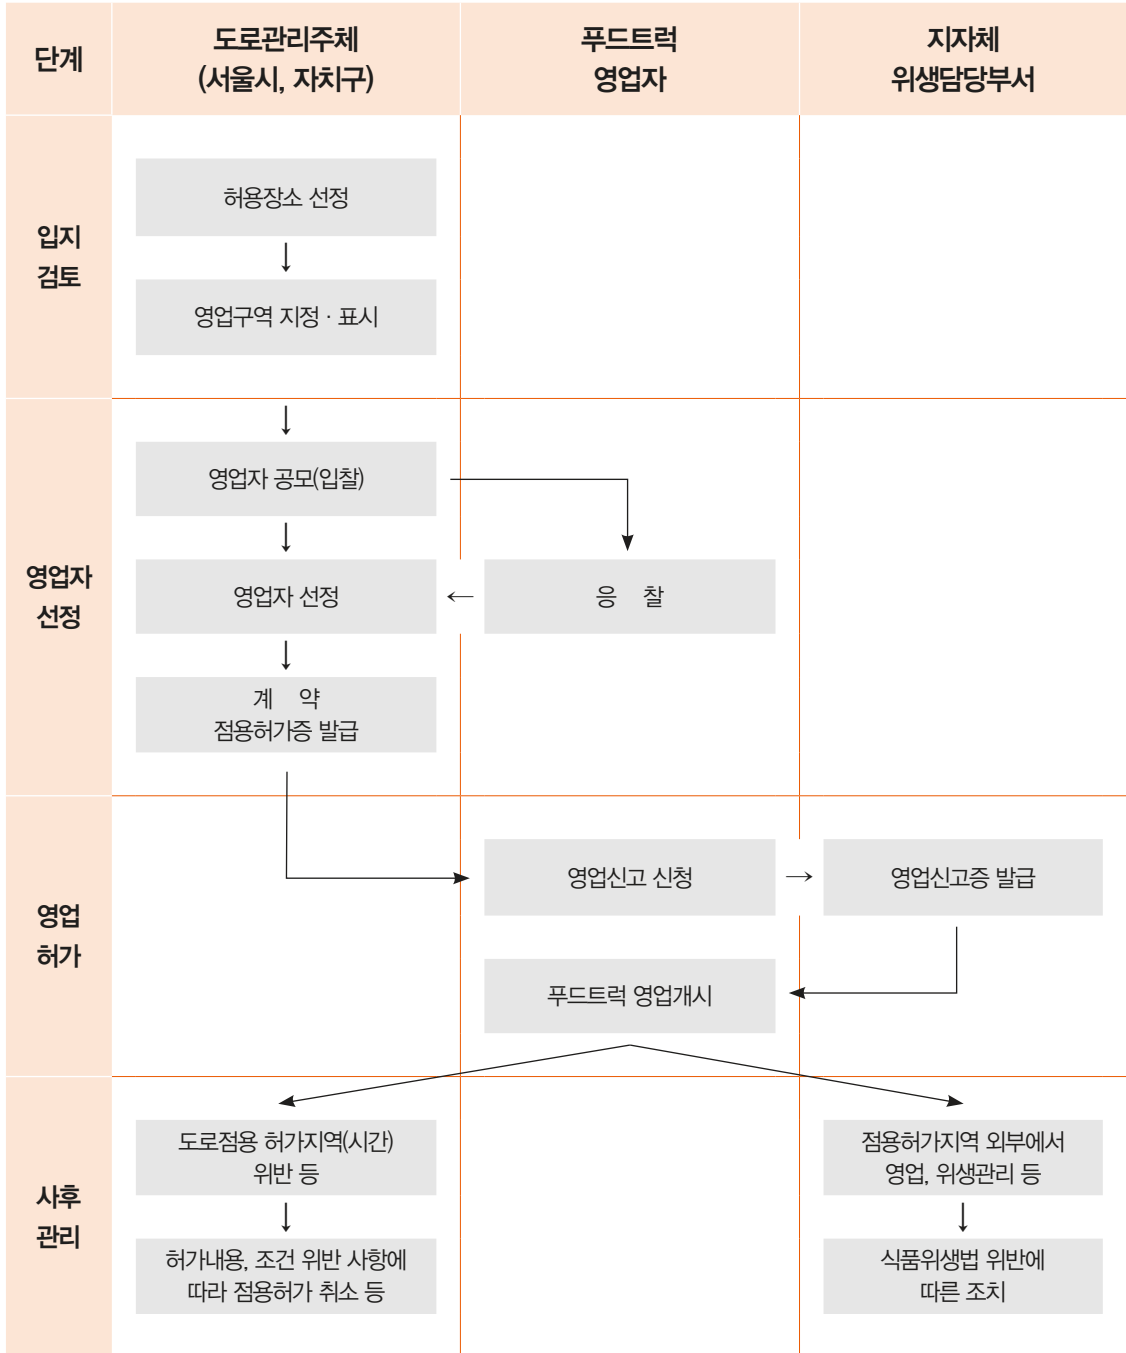 단계
도로관리주체
(서울시, 자치구)
푸드트럭
영업자
지자체
위생담당부서
입지
검토
허용장소 선정
↓
영업구역 지정 · 표시
영업자
선정
↓
영업자 공모(입찰)
↓
영업자 선정
←
응 찰
↓
계 약
점용허가증 발급
영업
허가
영업신고 신청
→
영업신고증 발급
푸드트럭 영업개시
사후
관리
도로점용 허가지역(시간)
위반 등
↓
허가내용, 조건 위반 사항에
따라 점용허가 취소 등
점용허가지역 외부에서
영업, 위생관리 등
↓
식품위생법 위반에
따른 조치